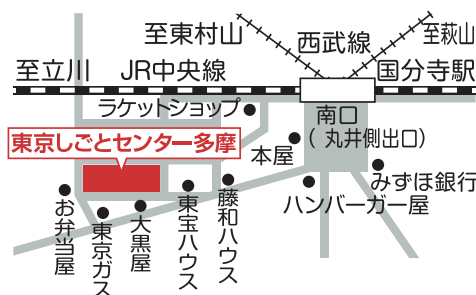 至東村山
西武線
至萩山
至立川
JR中央線
国分寺駅
ラケットショップ
南口
(丸井側出口)
東京しごとセンター多摩
本屋
みずほ銀行
ハンバーガー屋
お弁当屋
東京ガス
大黒屋
東宝ハウス
藤和ハウス